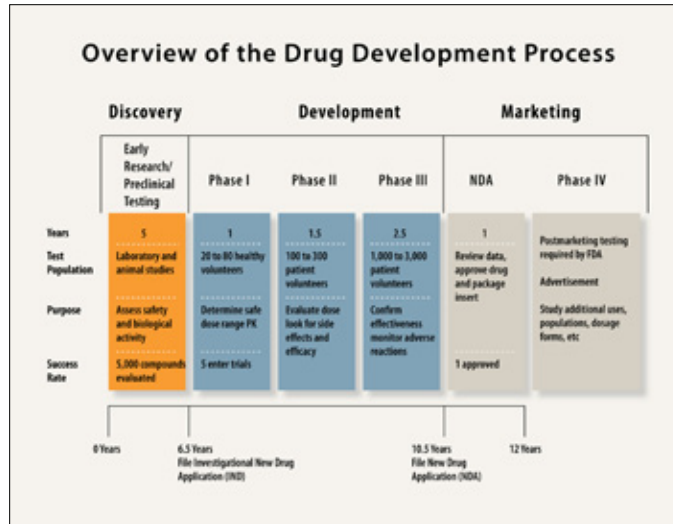 Overview of the Drug Development Process
Discovery
Development
Marketing
Early
Research/
Preclinical
Testing
Phase I
Phase II
Phase III
NDA
Phase IV
Years
5
1
1.5
2.5
1
Test
Population
Laboratory and
animal studies
20 to 80 healthy
volunteers
100 to 300
patient
volunteers
1,000 to 3,000
patient
volunteers
Review data,
approve drug
and package
insert
Postmarketing testing
required by FDA
Advertisement
Study additional uses,
populations, dosage
forms, etc
Purpose
Assess safety
and biological
activity
Determine safe
dose range PK
Evaluate dose
look for side
effects and
efficacy
Confirm
effectiveness
monitor adverse
reactions
Success
Rate
5,000 compounds
evaluated
5 enter trials
1 approved
0 Years
6.5 Years
File Investigational New Drug
Application (IND)
10.5 Years
File New Drug
Application (NDA)
12 Years